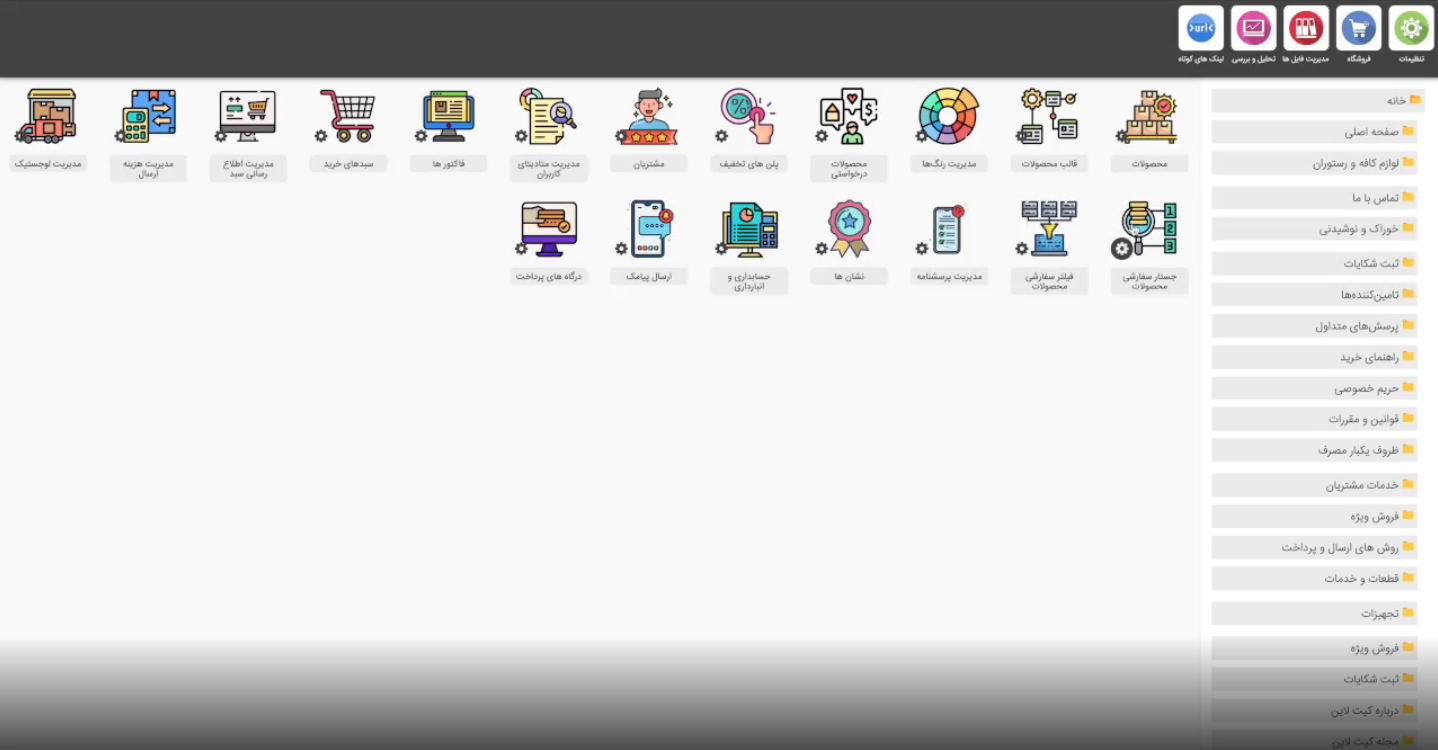 تنظیمات
فروشگاه
مدیریت فایل ها
تحلیل و بررسی
لینک های کوتاه
>url<
خانه
صفحه اصلی
لوازم کافه و رستوران
تماس با ما
خوراک و نوشیدنی
ثبت شکایات
تامین‌کننده‌ها
پرسش‌های متداول
راهنمای خرید
حریم خصوصی
قوانین و مقررات
ظروف یکبار مصرف
خدمات مشتریان
فروش ویژه
روش های ارسال و پرداخت
قطعات و خدمات
تجهیزات
فروش ویژه
ثبت شکایات
درباره کیت لاین
مجله کیت لاین
محصولات
قالب محصولات
مدیریت رنگ‌ها
محصولات
درخواستی
پلن های تخفیف
مشتریان
مدیریت متادیتای
کاربران
فاکتور ها
سبدهای خرید
مدیریت اطلاع
رسانی سبد
مدیریت هزینه
ارسال
مدیریت لوجستیک
جستار سفارشی
محصولات
فیلتر سفارشی
محصولات
مدیریت پرسشنامه
نشان ها
حسابداری و
انبارداری
ارسال پیامک
درگاه های پرداخت
1
2
3